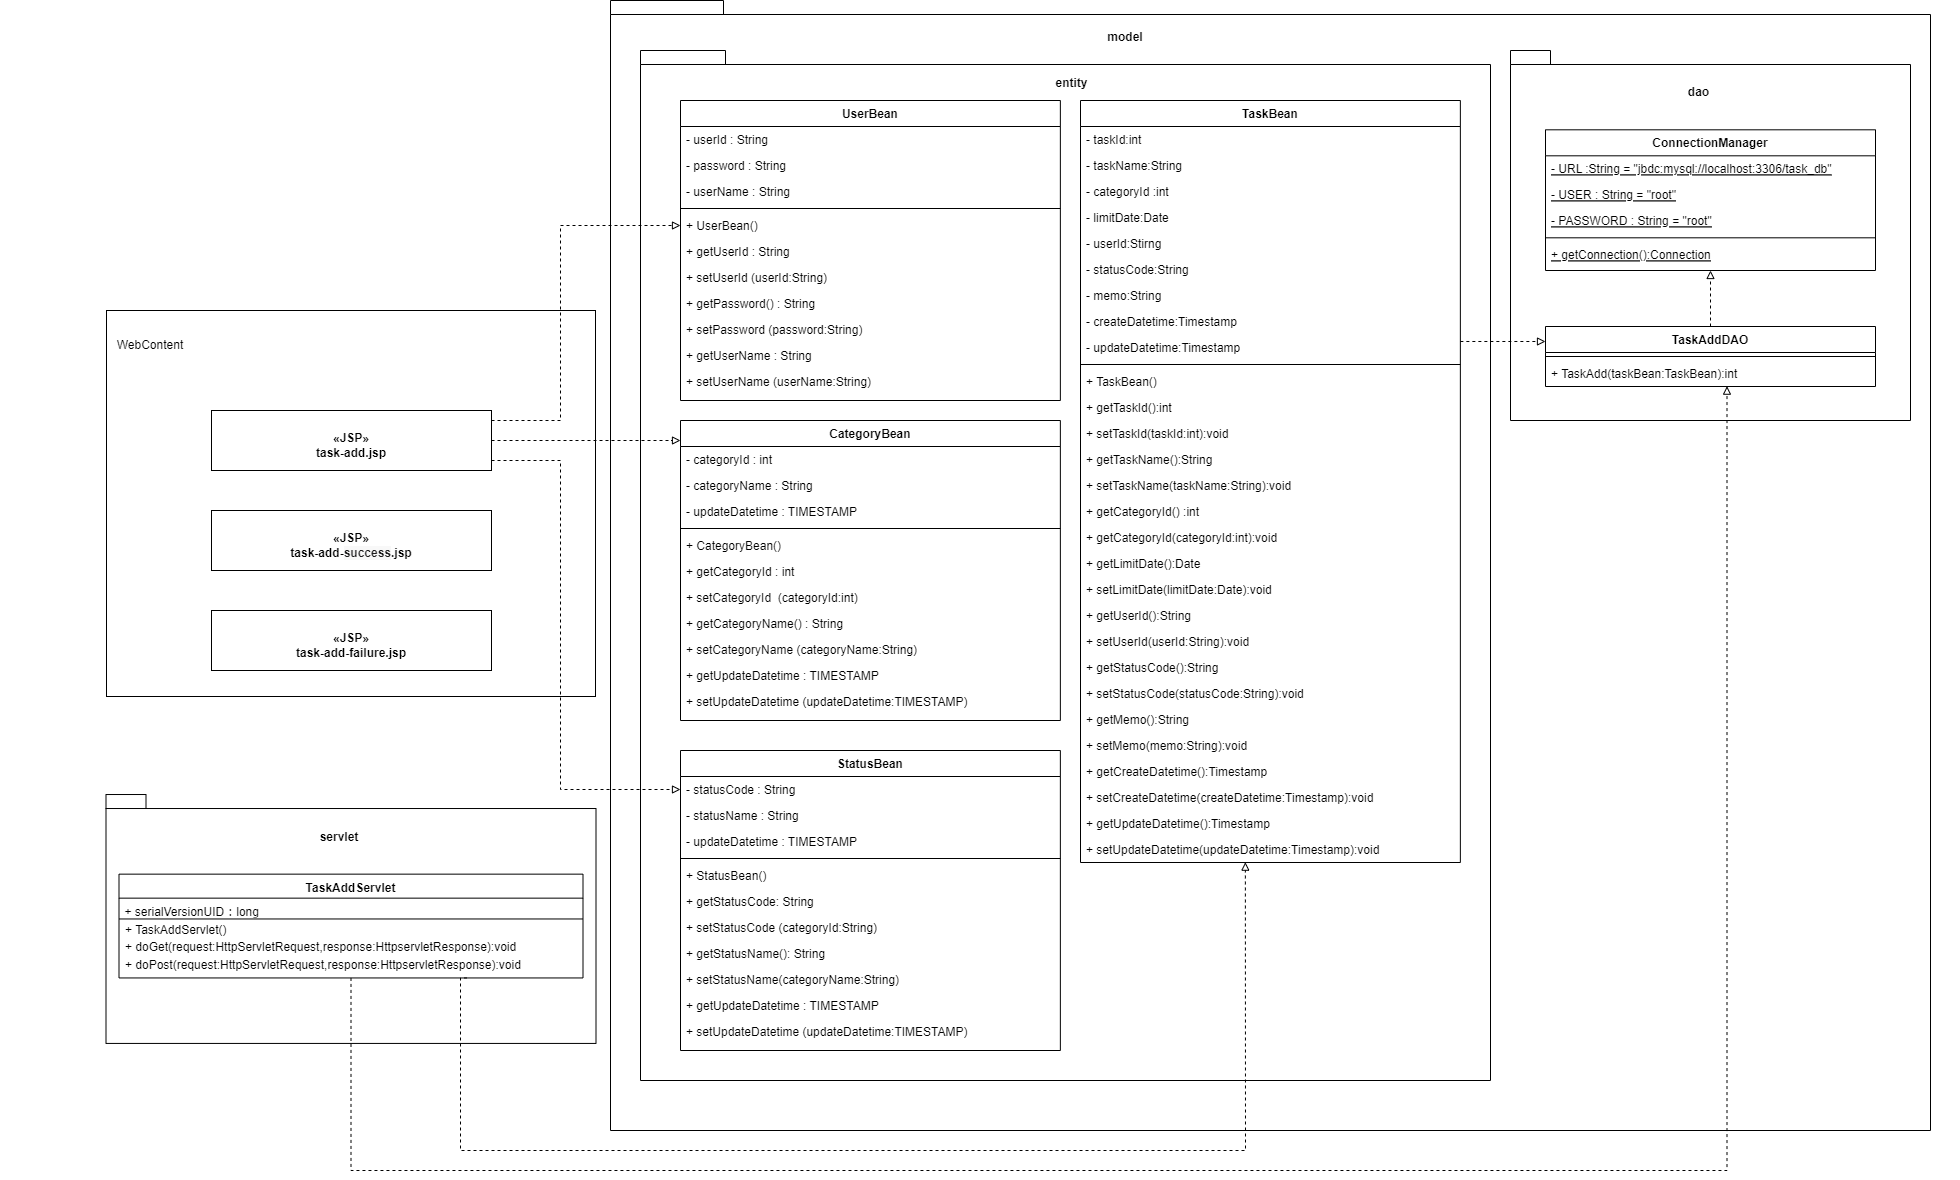 model
entity
UserBean
- userId : String
- password : String
- userName : String
+ UserBean()
+ getUserId : String
+ setUserId (userId:String)
+ getPassword() : String
+ setPassword (password:String)
+ getUserName : String
+ setUserName (userName:String)
CategoryBean
- categoryId : int
- categoryName : String
- updateDatetime : TIMESTAMP
+ CategoryBean()
+ getCategoryId : int
+ setCategoryId  (categoryId:int)
+ getCategoryName() : String
+ setCategoryName (categoryName:String)
+ getUpdateDatetime : TIMESTAMP
+ setUpdateDatetime (updateDatetime:TIMESTAMP)
StatusBean
- statusCode : String
- statusName : String
- updateDatetime : TIMESTAMP
+ StatusBean()
+ getStatusCode: String
+ setStatusCode (categoryId:String)
+ getStatusName(): String
+ setStatusName(categoryName:String)
+ getUpdateDatetime : TIMESTAMP
+ setUpdateDatetime (updateDatetime:TIMESTAMP)
TaskBean
- taskId:int
- taskName:String
- categoryId :int
- limitDate:Date
- userId:Stirng
- statusCode:String
- memo:String
- createDatetime:Timestamp
- updateDatetime:Timestamp
+ TaskBean()
+ getTaskId():int
+ setTaskId(taskId:int):void
+ getTaskName():String
+ setTaskName(taskName:String):void
+ getCategoryId() :int
+ getCategoryId(categoryId:int):void
+ getLimitDate():Date
+ setLimitDate(limitDate:Date):void
+ getUserId():String
+ setUserId(userId:String):void
+ getStatusCode():String
+ setStatusCode(statusCode:String):void
+ getMemo():String
+ setMemo(memo:String):void
+ getCreateDatetime():Timestamp
+ setCreateDatetime(createDatetime:Timestamp):void
+ getUpdateDatetime():Timestamp
+ setUpdateDatetime(updateDatetime:Timestamp):void
dao
ConnectionManager
- URL :String = "jbdc:mysql://localhost:3306/task_db"
- USER : String = "root"
- PASSWORD : String = "root"
+ getConnection():Connection
TaskAddDAO
+ TaskAdd(taskBean:TaskBean):int
WebContent
«JSP»
task-add.jsp
«JSP»
task-add-success.jsp
«JSP»
task-add-failure.jsp
servlet
TaskAddServlet
+ serialVersionUID：long
+ TaskAddServlet()
+ doGet(request:HttpServletRequest,response:HttpservletResponse):void
+ doPost(request:HttpServletRequest,response:HttpservletResponse):void